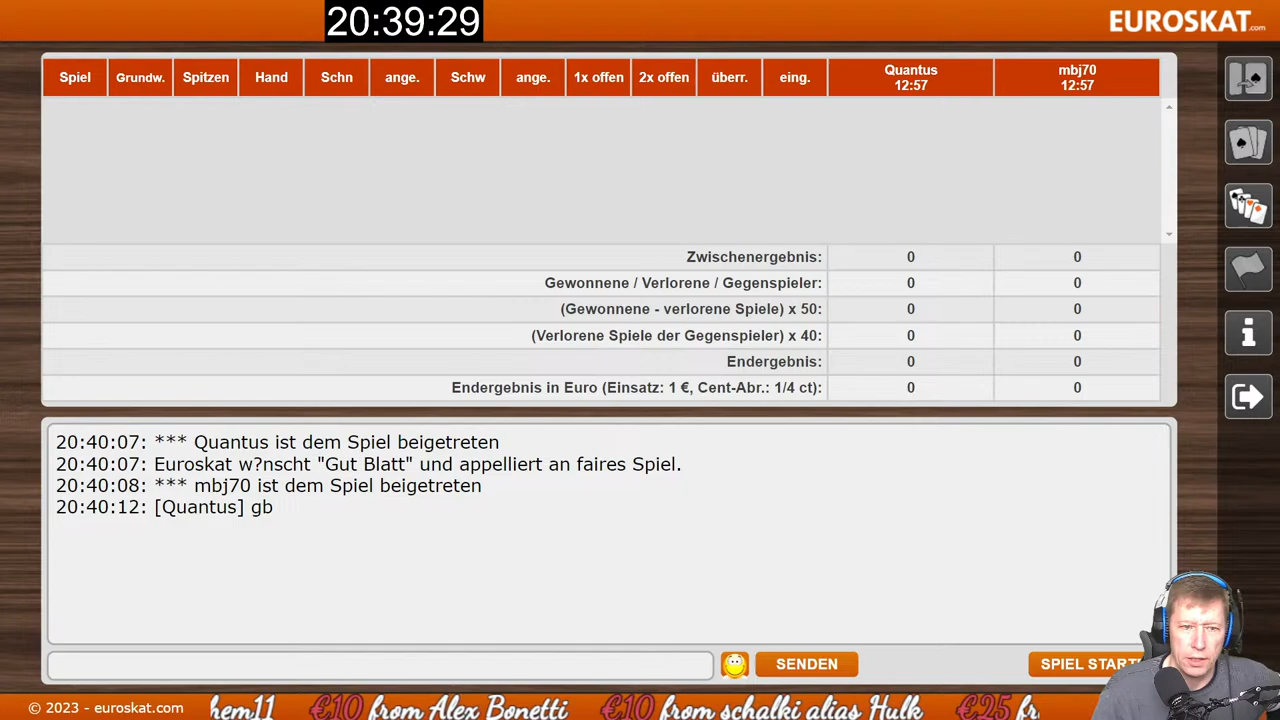 20:39:29
EUROSKAT.com
Spiel Grundw. Spitzen Hand Schn ange. Schw ange. 1x offen 2x offen überr. eing. Quantus mbj70
12:57 12:57
Zwischenergebnis: 0 0
Gewonnene / Verlorene / Gegenspieler: 0 0
(Gewonnene - verlorene Spiele) x 50: 0 0
(Verlorene Spiele der Gegenspieler) x 40: 0 0
Endergebnis: 0 0
Endergebnis in Euro (Einsatz: 1 €, Cent-Abr.: 1/4 ct): 0 0
20:40:07: *** Quantus ist dem Spiel beigetreten
20:40:07: Euroskat w?nscht "Gut Blatt" und appelliert an faires Spiel.
20:40:08: *** mbj70 ist dem Spiel beigetreten
20:40:12: [Quantus] gb
SENDEN SPIEL START
© 2023 - euroskat.com hem11 €10 from Alex Bonetti €10 from schalki alias Hulk €25 fr